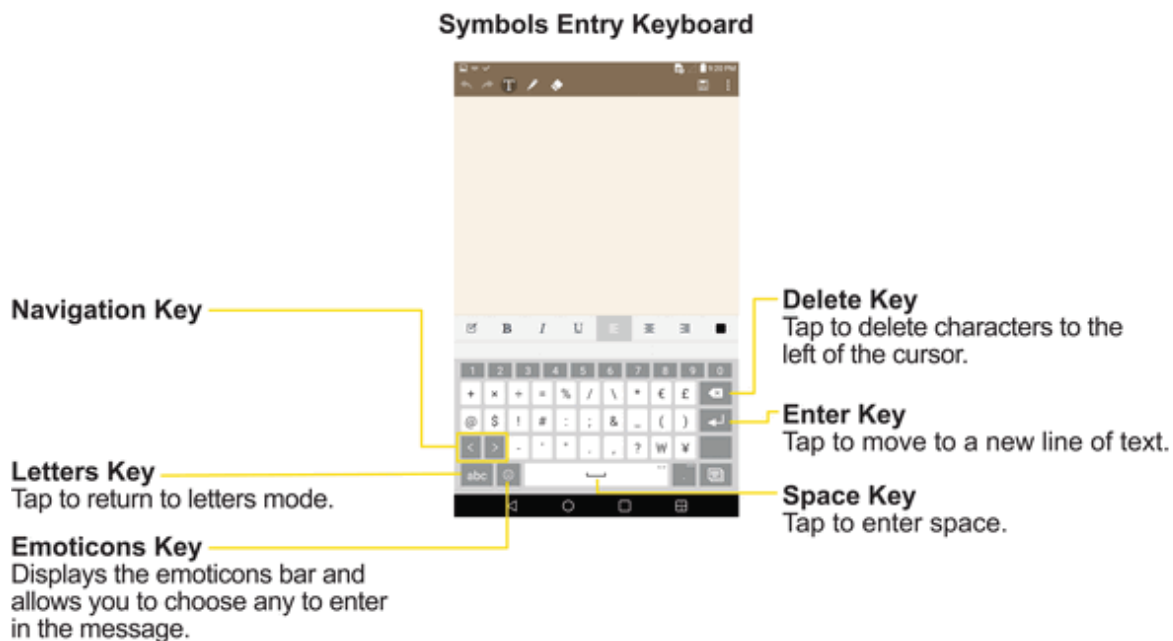 Symbols Entry Keyboard
9:20 PM
T
B I U
1 2 3 4 5 6 7 8 9 0
+ × ÷ = % / \ * € £
@ $ ! # : ; & _ ( )
< > - ' " . , ? ₩ ¥
abc
Navigation Key
Letters Key
Tap to return to letters mode.
Emoticons Key
Displays the emoticons bar and
allows you to choose any to enter
in the message.
Delete Key
Tap to delete characters to the
left of the cursor.
Enter Key
Tap to move to a new line of text.
Space Key
Tap to enter space.